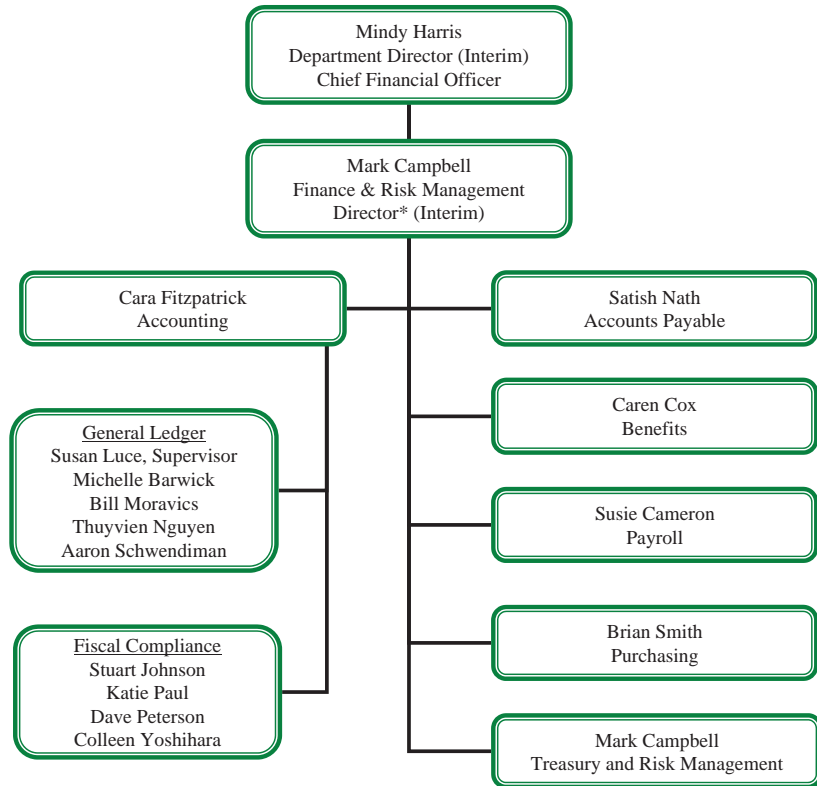 Mindy Harris
Department Director (Interim)
Chief Financial Officer
Mark Campbell
Finance & Risk Management
Director* (Interim)
Cara Fitzpatrick
Accounting
General Ledger
Susan Luce, Supervisor
Michelle Barwick
Bill Moravics
Thuyvien Nguyen
Aaron Schwendiman
Fiscal Compliance
Stuart Johnson
Katie Paul
Dave Peterson
Colleen Yoshihara
Satish Nath
Accounts Payable
Caren Cox
Benefits
Susie Cameron
Payroll
Brian Smith
Purchasing
Mark Campbell
Treasury and Risk Management